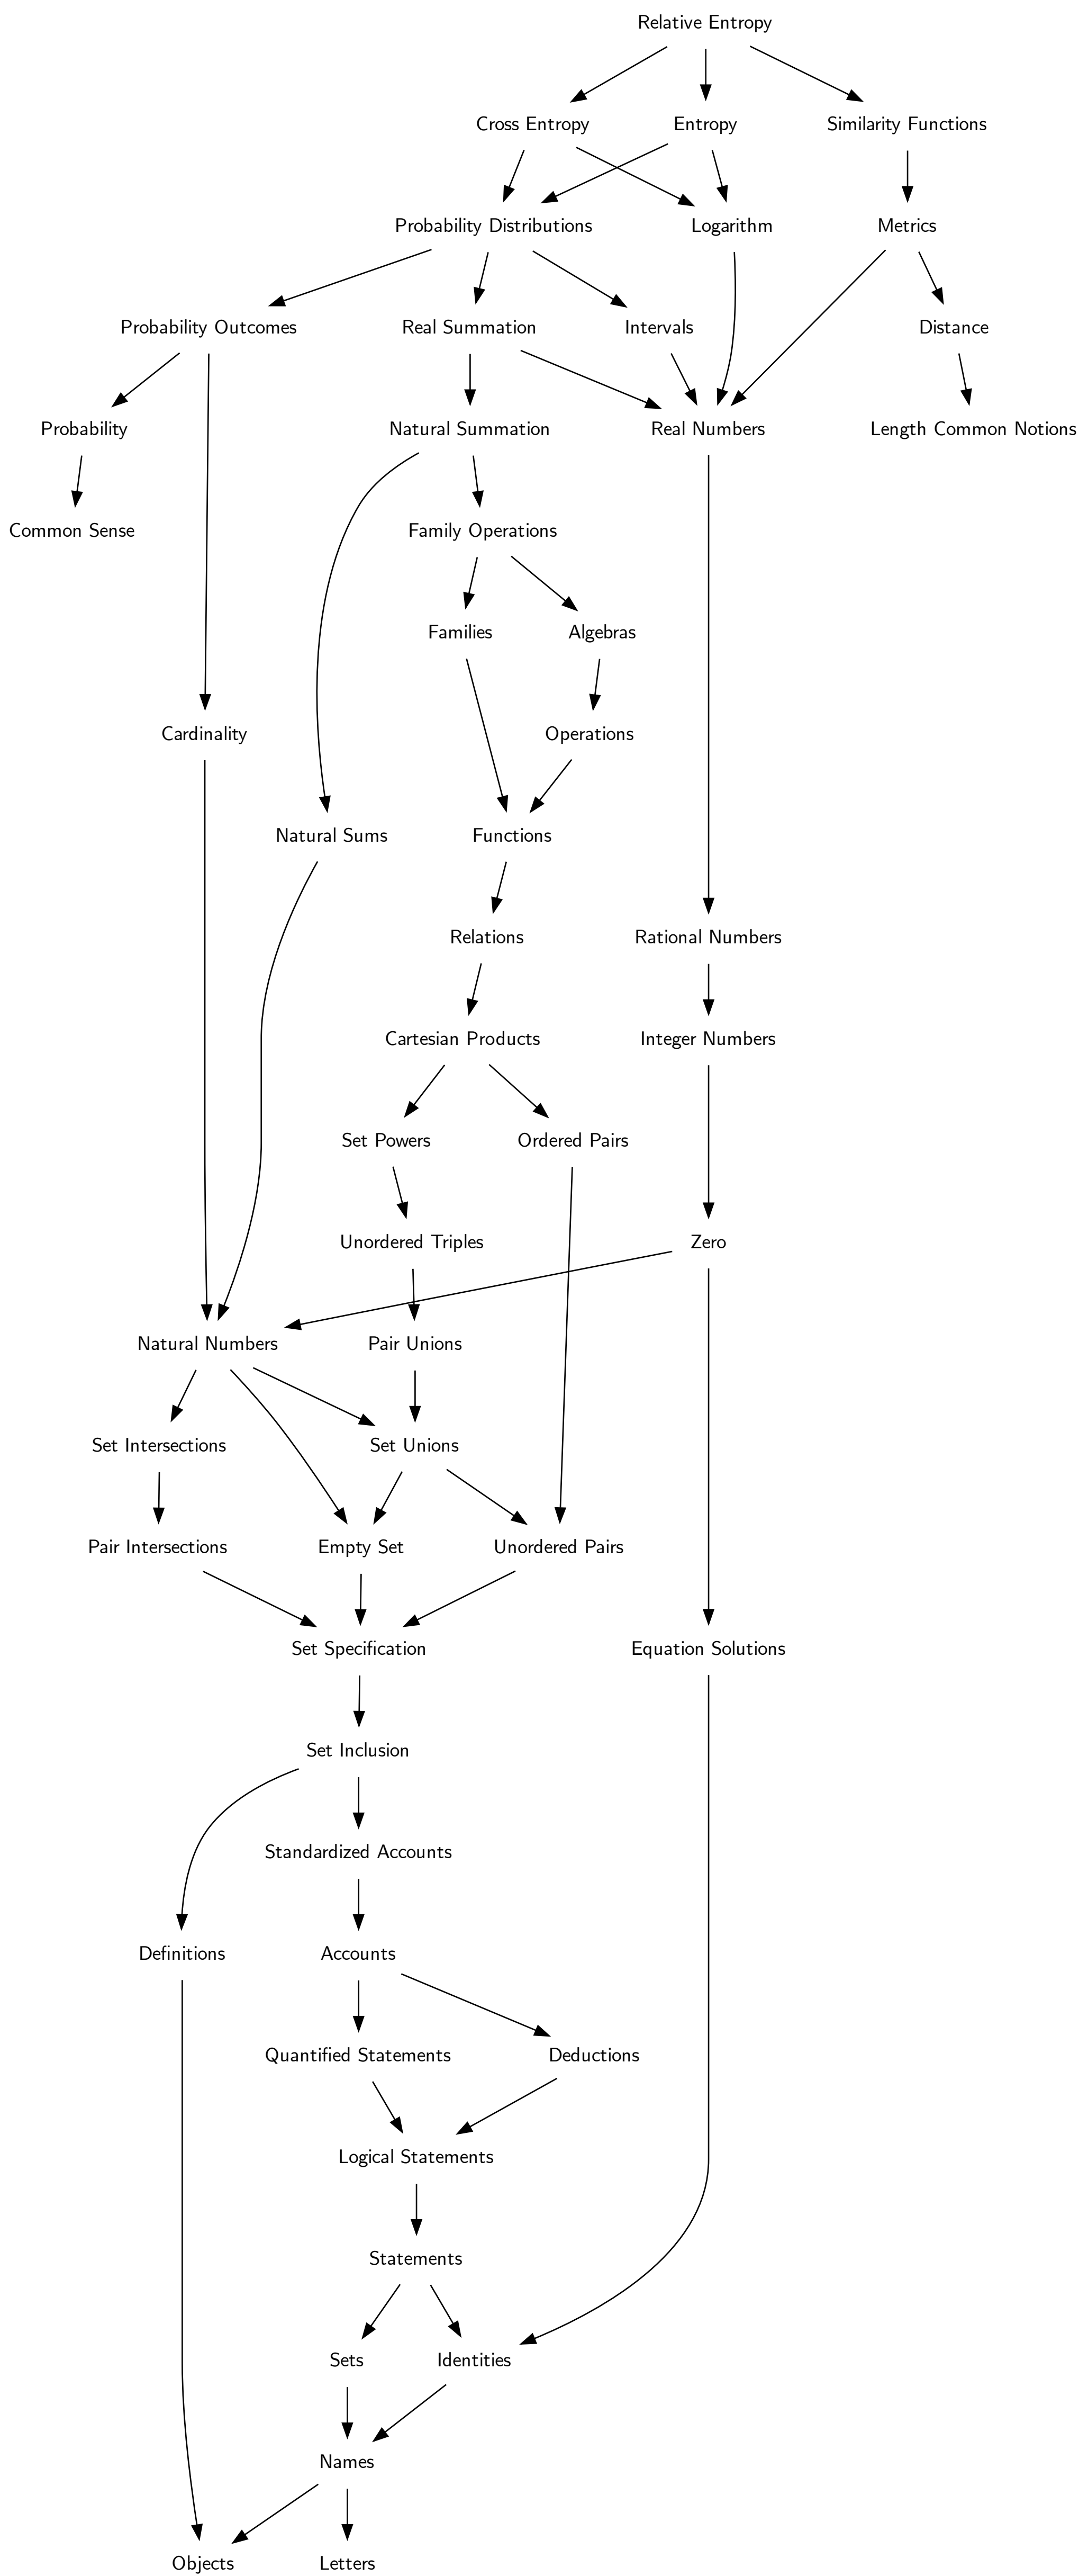 Relative Entropy
Cross Entropy
Entropy
Similarity Functions
Probability Distributions
Logarithm
Metrics
Probability Outcomes
Real Summation
Intervals
Distance
Probability
Natural Summation
Real Numbers
Length Common Notions
Common Sense
Family Operations
Families
Algebras
Cardinality
Operations
Natural Sums
Functions
Relations
Rational Numbers
Cartesian Products
Integer Numbers
Set Powers
Ordered Pairs
Unordered Triples
Zero
Natural Numbers
Pair Unions
Set Intersections
Set Unions
Pair Intersections
Empty Set
Unordered Pairs
Set Specification
Equation Solutions
Set Inclusion
Standardized Accounts
Definitions
Accounts
Quantified Statements
Deductions
Logical Statements
Statements
Sets
Identities
Names
Objects
Letters